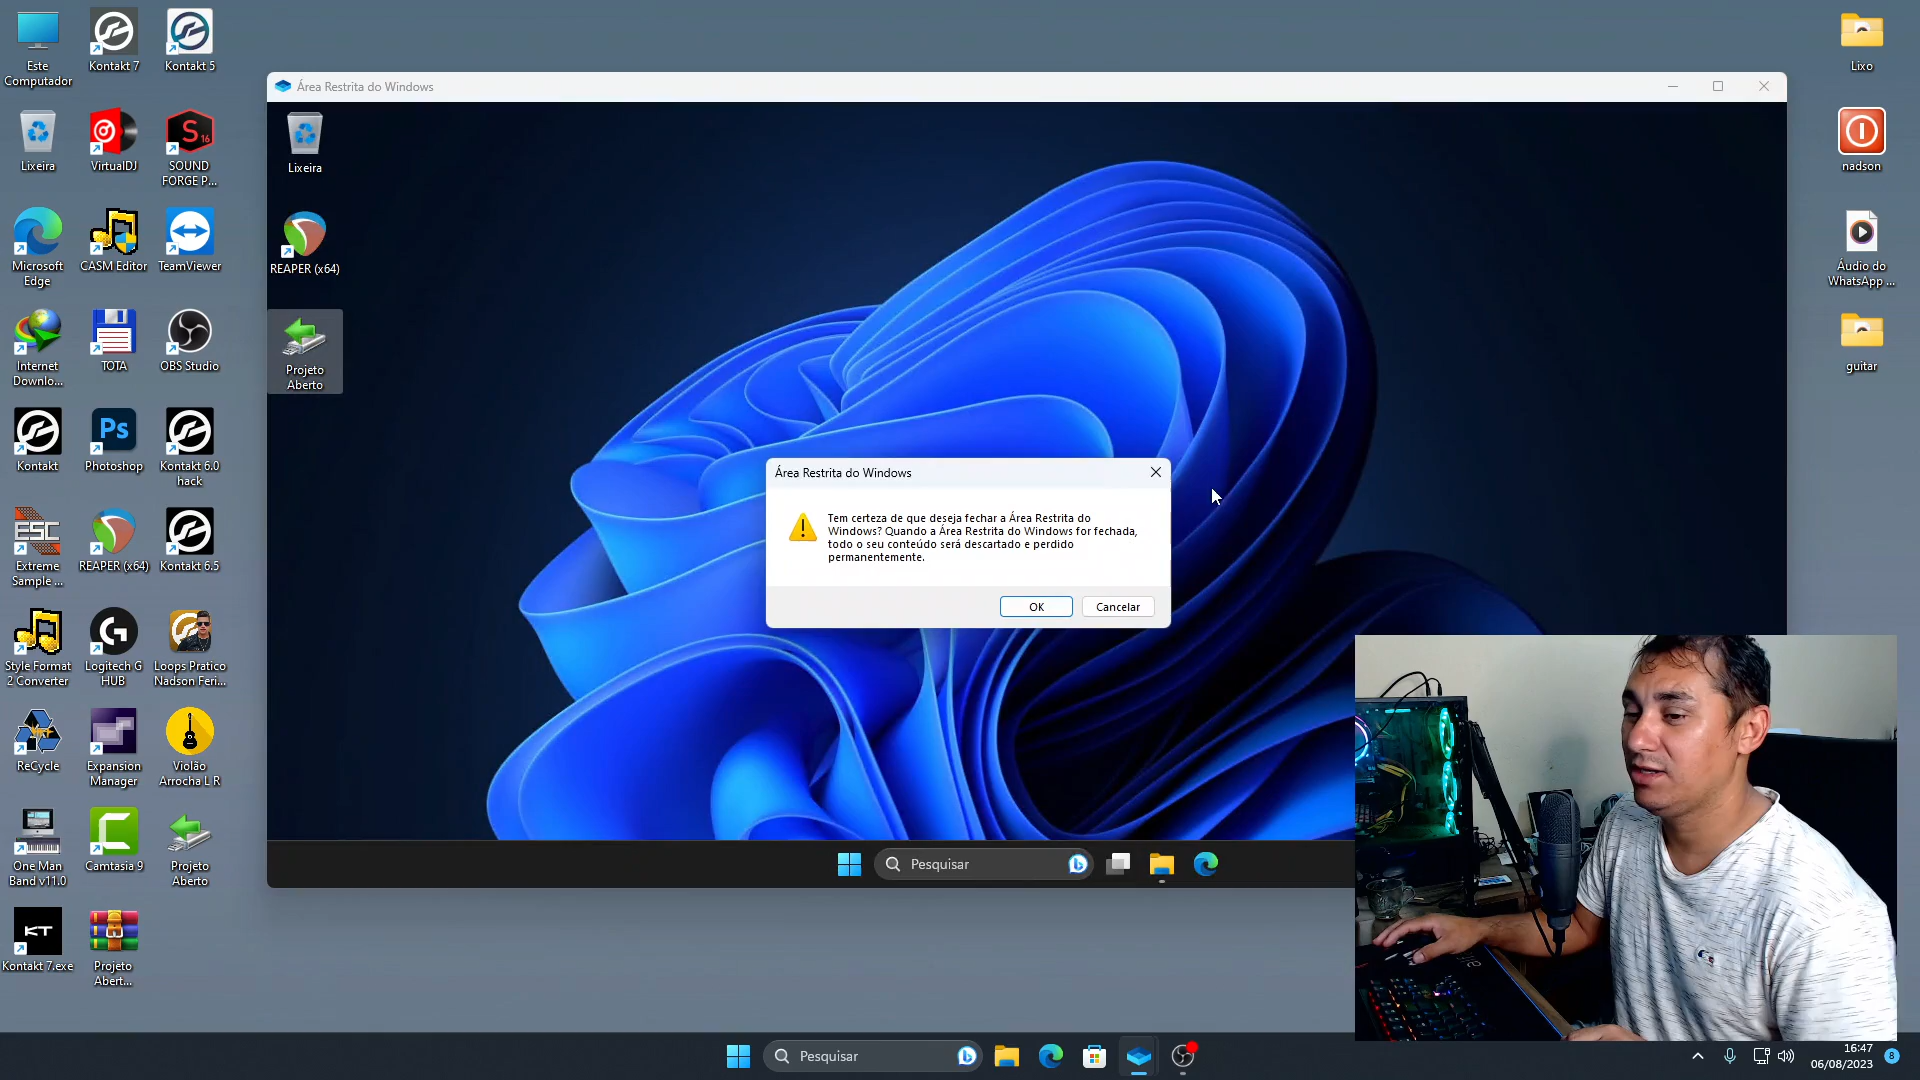 Este
Computador
Kontakt 7
Kontakt 5
Lixeira
VirtualDJ
S 16
SOUND
FORGE P...
Microsoft
Edge
CASM Editor
TeamViewer
Internet
Downlo...
TOTA
OBS Studio
Kontakt
Ps
Photoshop
Kontakt 6.0
hack
ESC
Extreme
Sample ...
REAPER (x64)
Kontakt 6.5
Style Format
2 Converter
Logitech G
HUB
Loops Pratico
Nadson Feri...
ReCycle
Expansion
Manager
Violão
Arrocha L R
One Man
Band v11.0
Camtasia 9
Projeto
Aberto
KT
Kontakt 7.exe
Projeto
Abert...
Área Restrita do Windows
Lixeira
REAPER (x64)
Projeto
Aberto
Área Restrita do Windows
Tem certeza de que deseja fechar a Área Restrita do
Windows? Quando a Área Restrita do Windows for fechada,
todo o seu conteúdo será descartado e perdido
permanentemente.
OK
Cancelar
Pesquisar
Lixo
nadson
Áudio do
WhatsApp ...
guitar
Pesquisar
16:47
06/08/2023
8